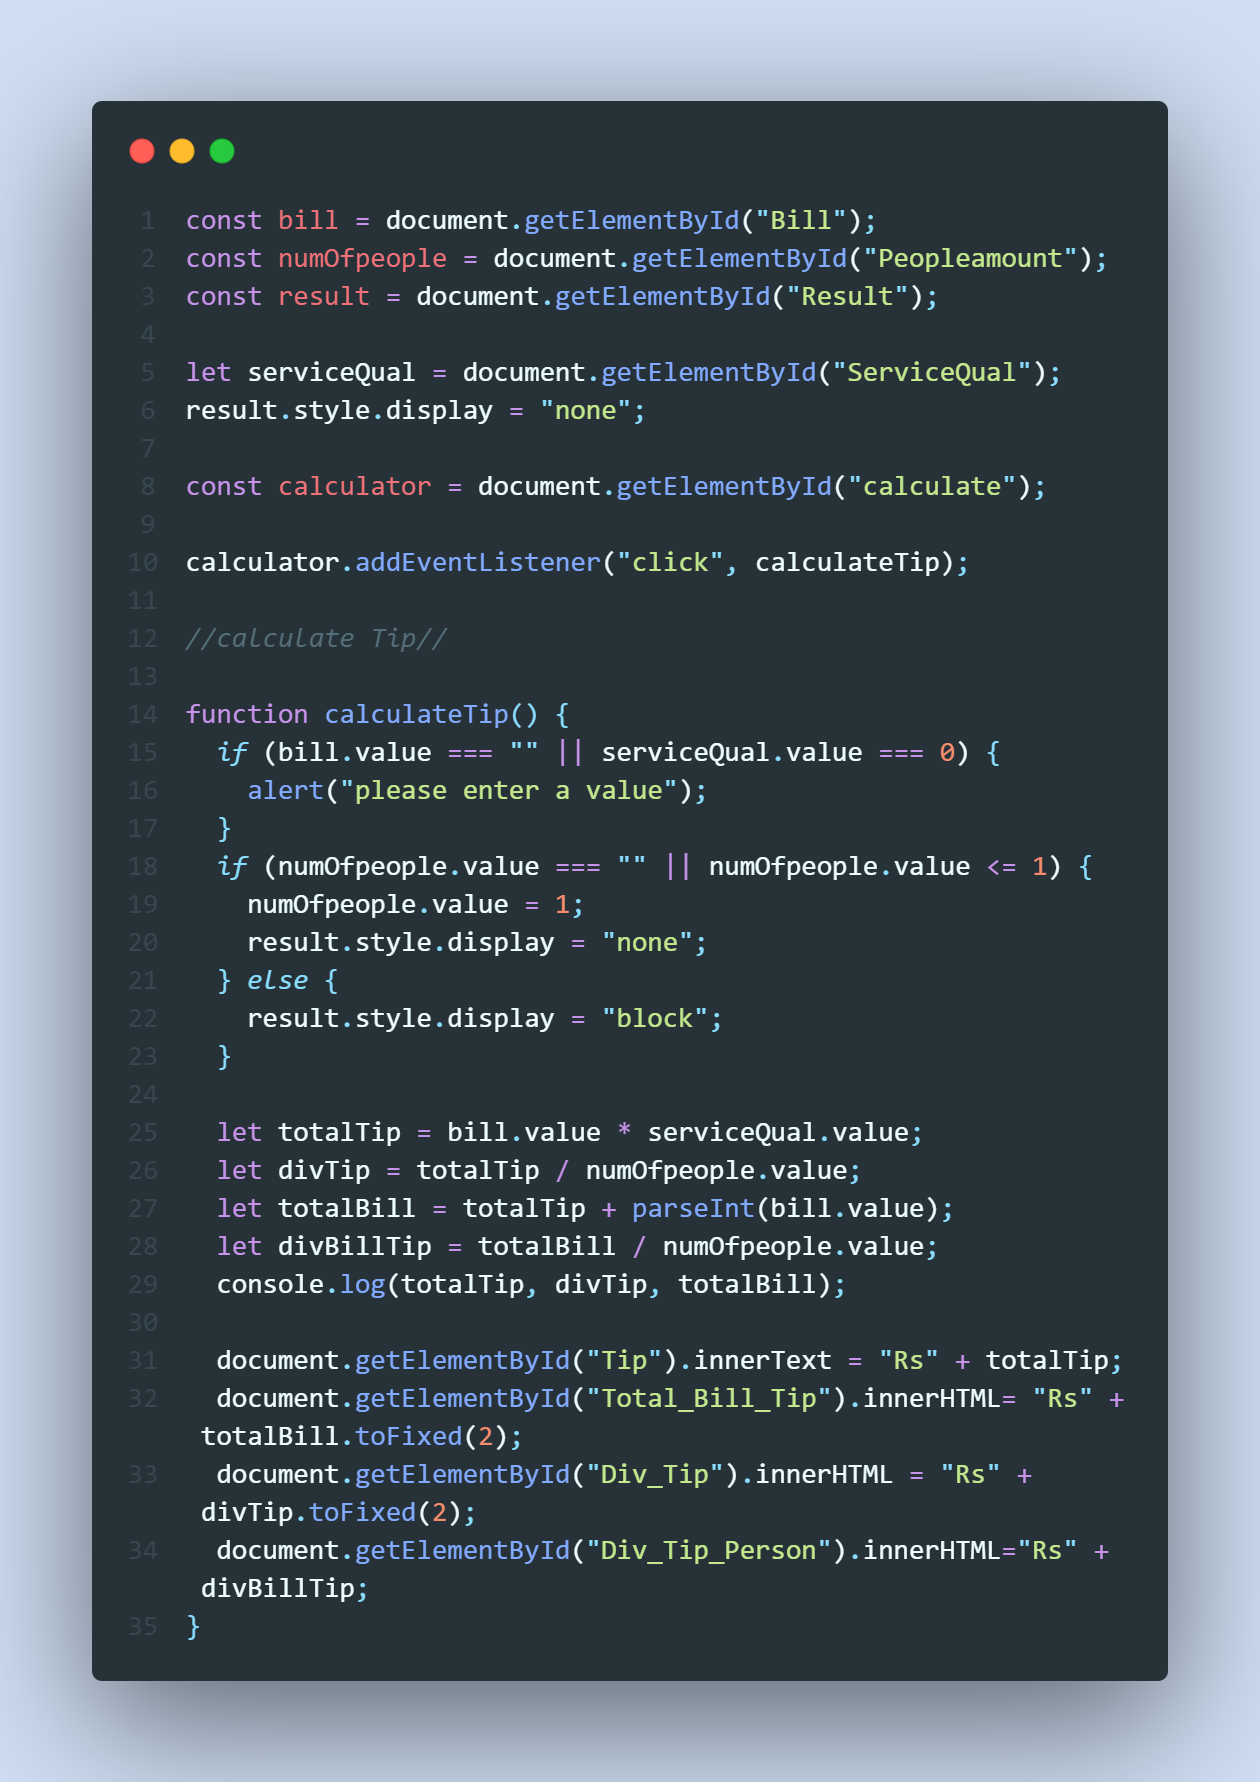 1 const bill = document.getElementById("Bill");
2 const numOfpeople = document.getElementById("Peopleamount");
3 const result = document.getElementById("Result");
4
5 let serviceQual = document.getElementById("ServiceQual");
6 result.style.display = "none";
7
8 const calculator = document.getElementById("calculate");
9
10 calculator.addEventListener("click", calculateTip);
11
12 //calculate Tip//
13
14 function calculateTip() {
15   if (bill.value === "" || serviceQual.value === 0) {
16     alert("please enter a value");
17   }
18   if (numOfpeople.value === "" || numOfpeople.value <= 1) {
19     numOfpeople.value = 1;
20     result.style.display = "none";
21   } else {
22     result.style.display = "block";
23   }
24
25   let totalTip = bill.value * serviceQual.value;
26   let divTip = totalTip / numOfpeople.value;
27   let totalBill = totalTip + parseInt(bill.value);
28   let divBillTip = totalBill / numOfpeople.value;
29   console.log(totalTip, divTip, totalBill);
30
31   document.getElementById("Tip").innerText = "Rs" + totalTip;
32   document.getElementById("Total_Bill_Tip").innerHTML= "Rs" +
totalBill.toFixed(2);
33   document.getElementById("Div_Tip").innerHTML = "Rs" +
divTip.toFixed(2);
34   document.getElementById("Div_Tip_Person").innerHTML="Rs" +
divBillTip;
35 }